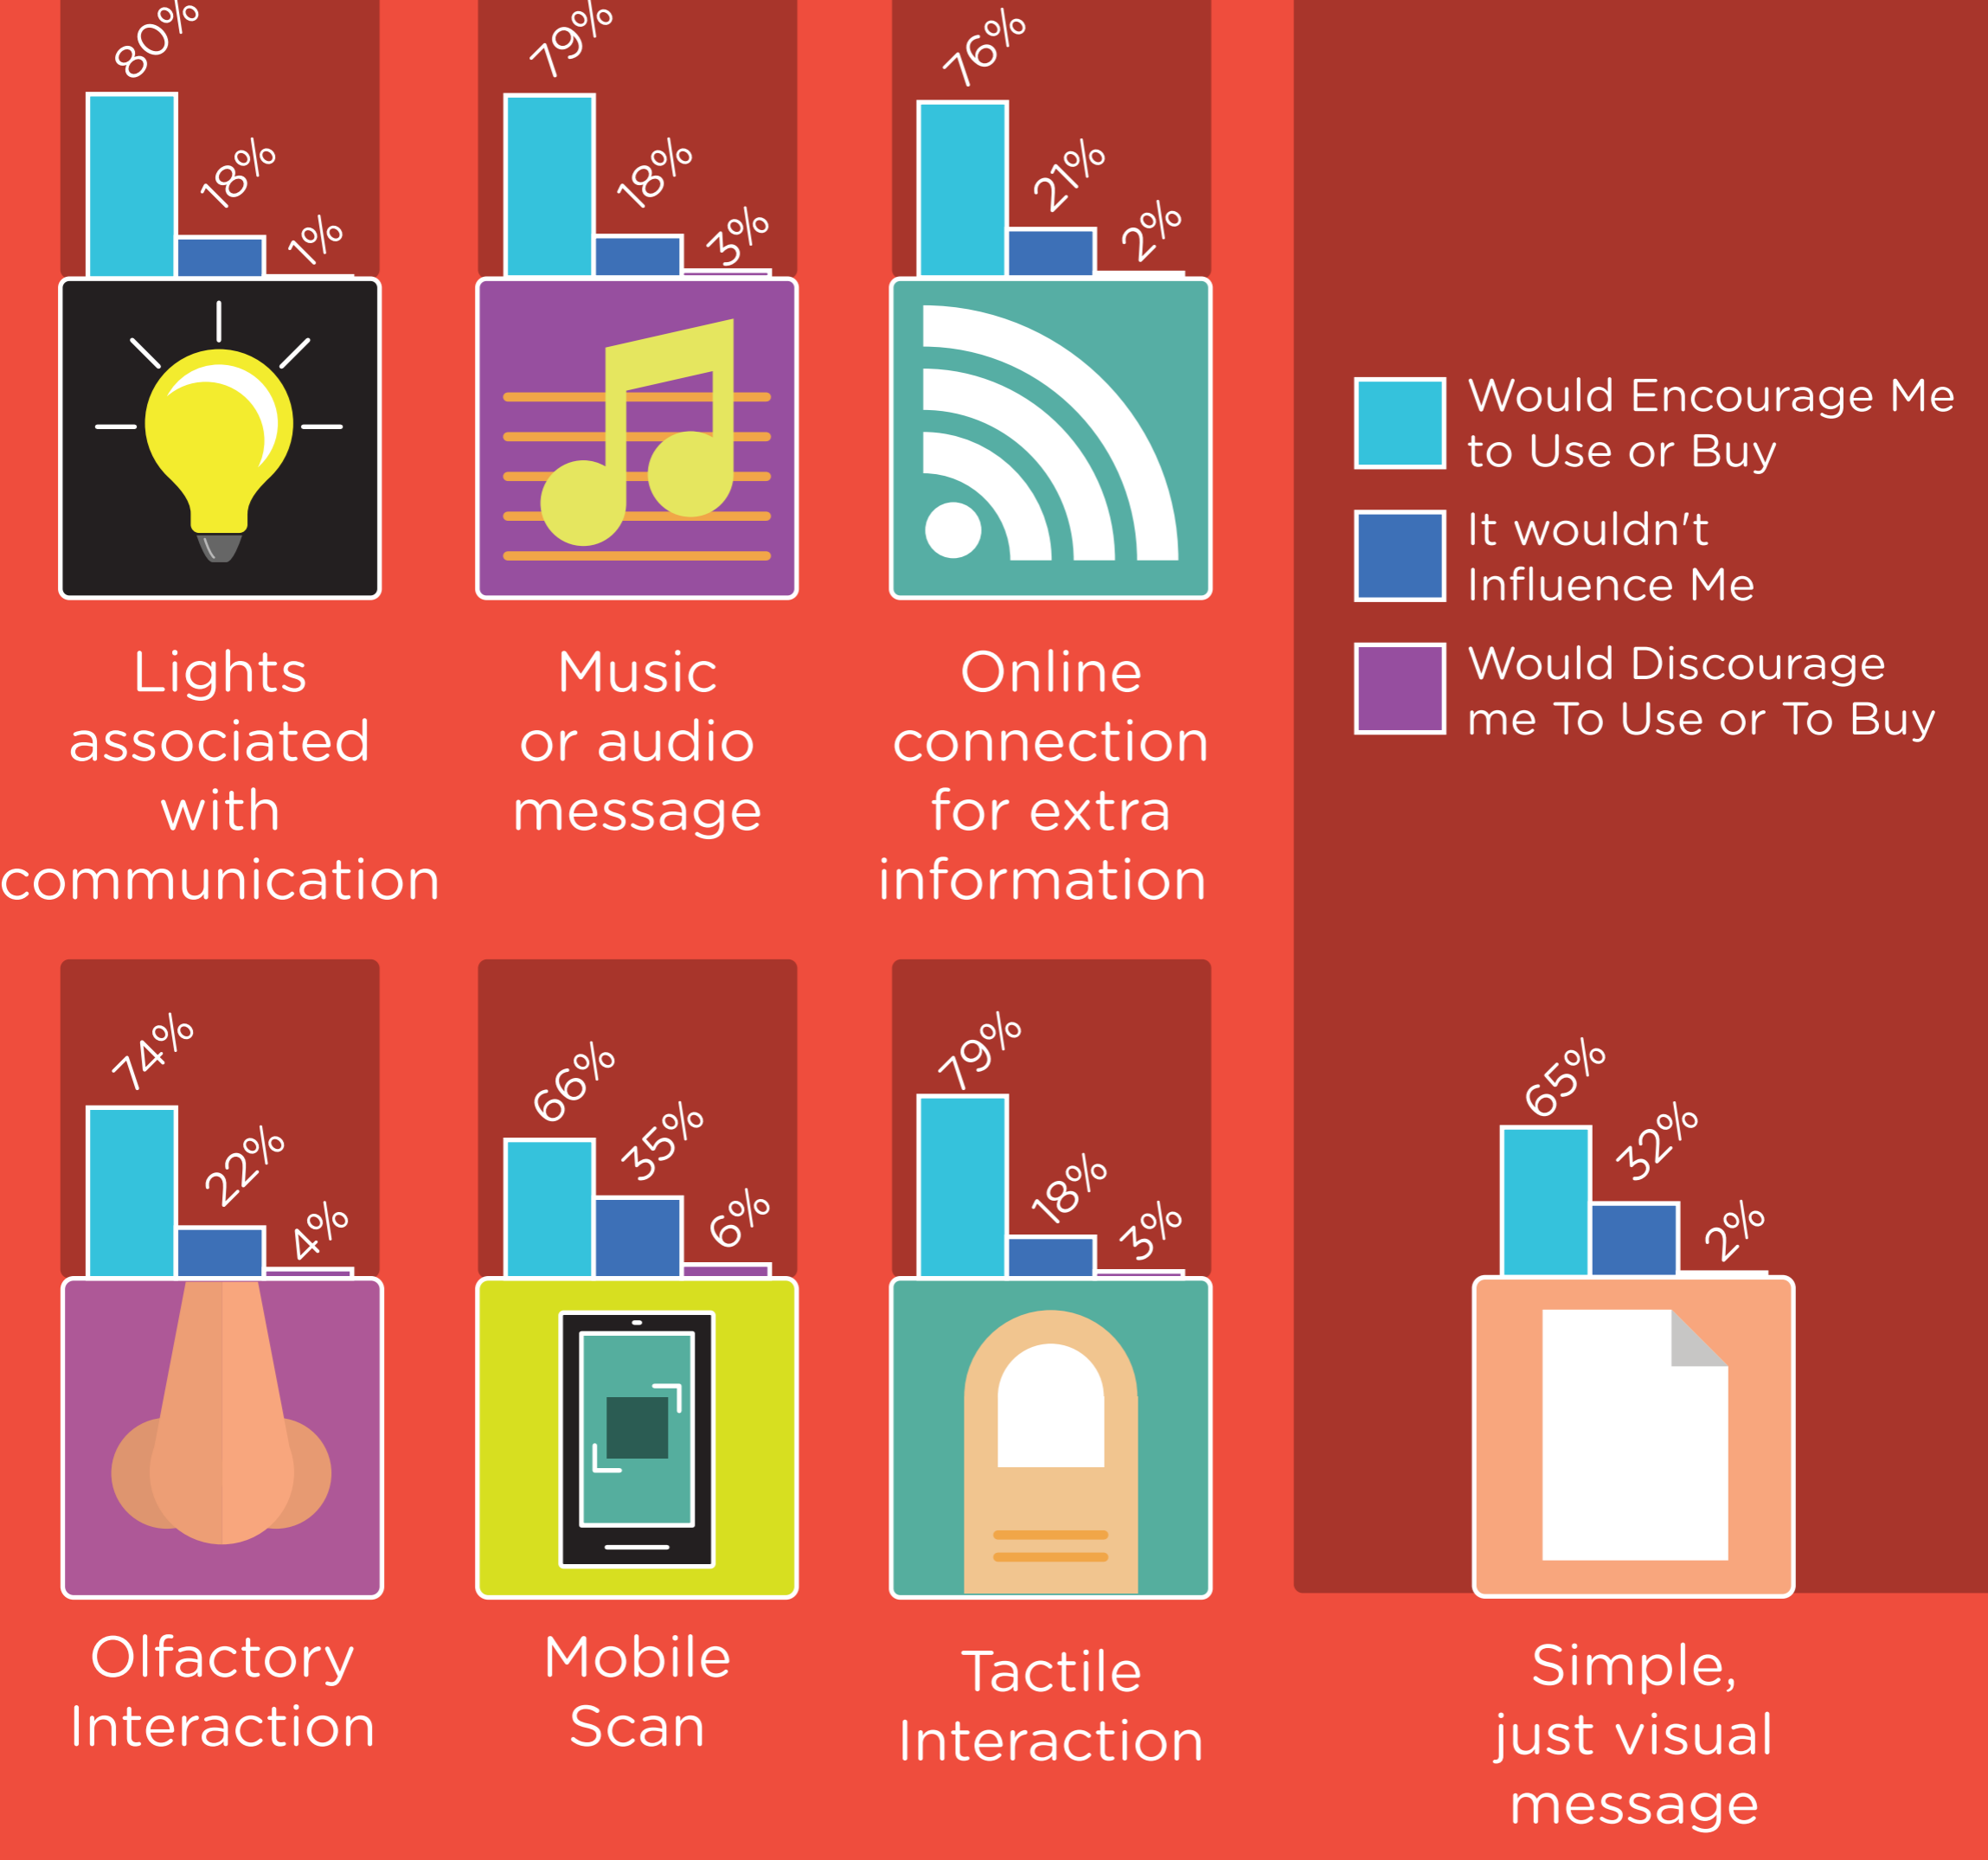 80%
18%
1%
79%
18%
3%
76%
21%
2%
Lights
associated
with
communication
Music
or audio
message
Online
connection
for extra
information
Would Encourage Me
to Use or Buy
It wouldn't
Influence Me
Would Discourage
me To Use or To Buy
74%
22%
4%
66%
35%
6%
79%
18%
3%
65%
32%
2%
Olfactory
Interaction
Mobile
Scan
Tactile
Interaction
Simple,
just visual
message